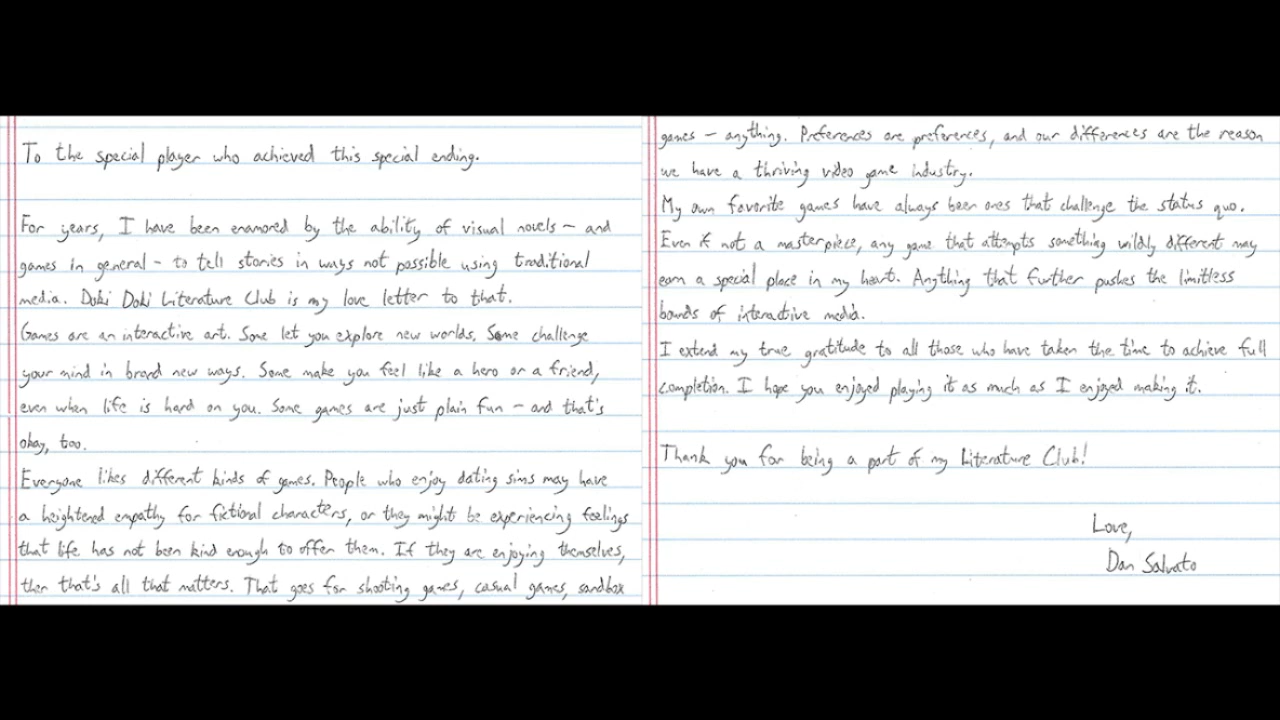 To the special player who achieved this special ending.
For years, I have been enamored by the ability of visual novels – and
games in general – to tell stories in ways not possible using traditional
media. Doki Doki Literature Club is my love letter to that.
Games are an interactive art. Some let you explore new worlds. Some challenge
your mind in brand new ways. Some make you feel like a hero or a friend,
even when life is hard on you. Some games are just plain fun – and that's
okay, too.
Everyone likes different kinds of games. People who enjoy dating sims may have
a heightened empathy for fictional characters, or they might be experiencing feelings
that life has not been kind enough to offer them. If they are enjoying themselves,
then that's all that matters. That goes for shooting games, casual games, sandbox
games – anything. Preferences are preferences, and our differences are the reason
we have a thriving video game industry.
My own favorite games have always been ones that challenge the status quo.
Even if not a masterpiece, any game that attempts something wildly different may
earn a special place in my heart. Anything that further pushes the limitless
bounds of interactive media.
I extend my true gratitude to all those who have taken the time to achieve full
completion. I hope you enjoyed playing it as much as I enjoyed making it.
Thank you for being a part of my Literature Club!
Love,
Dan Salvato